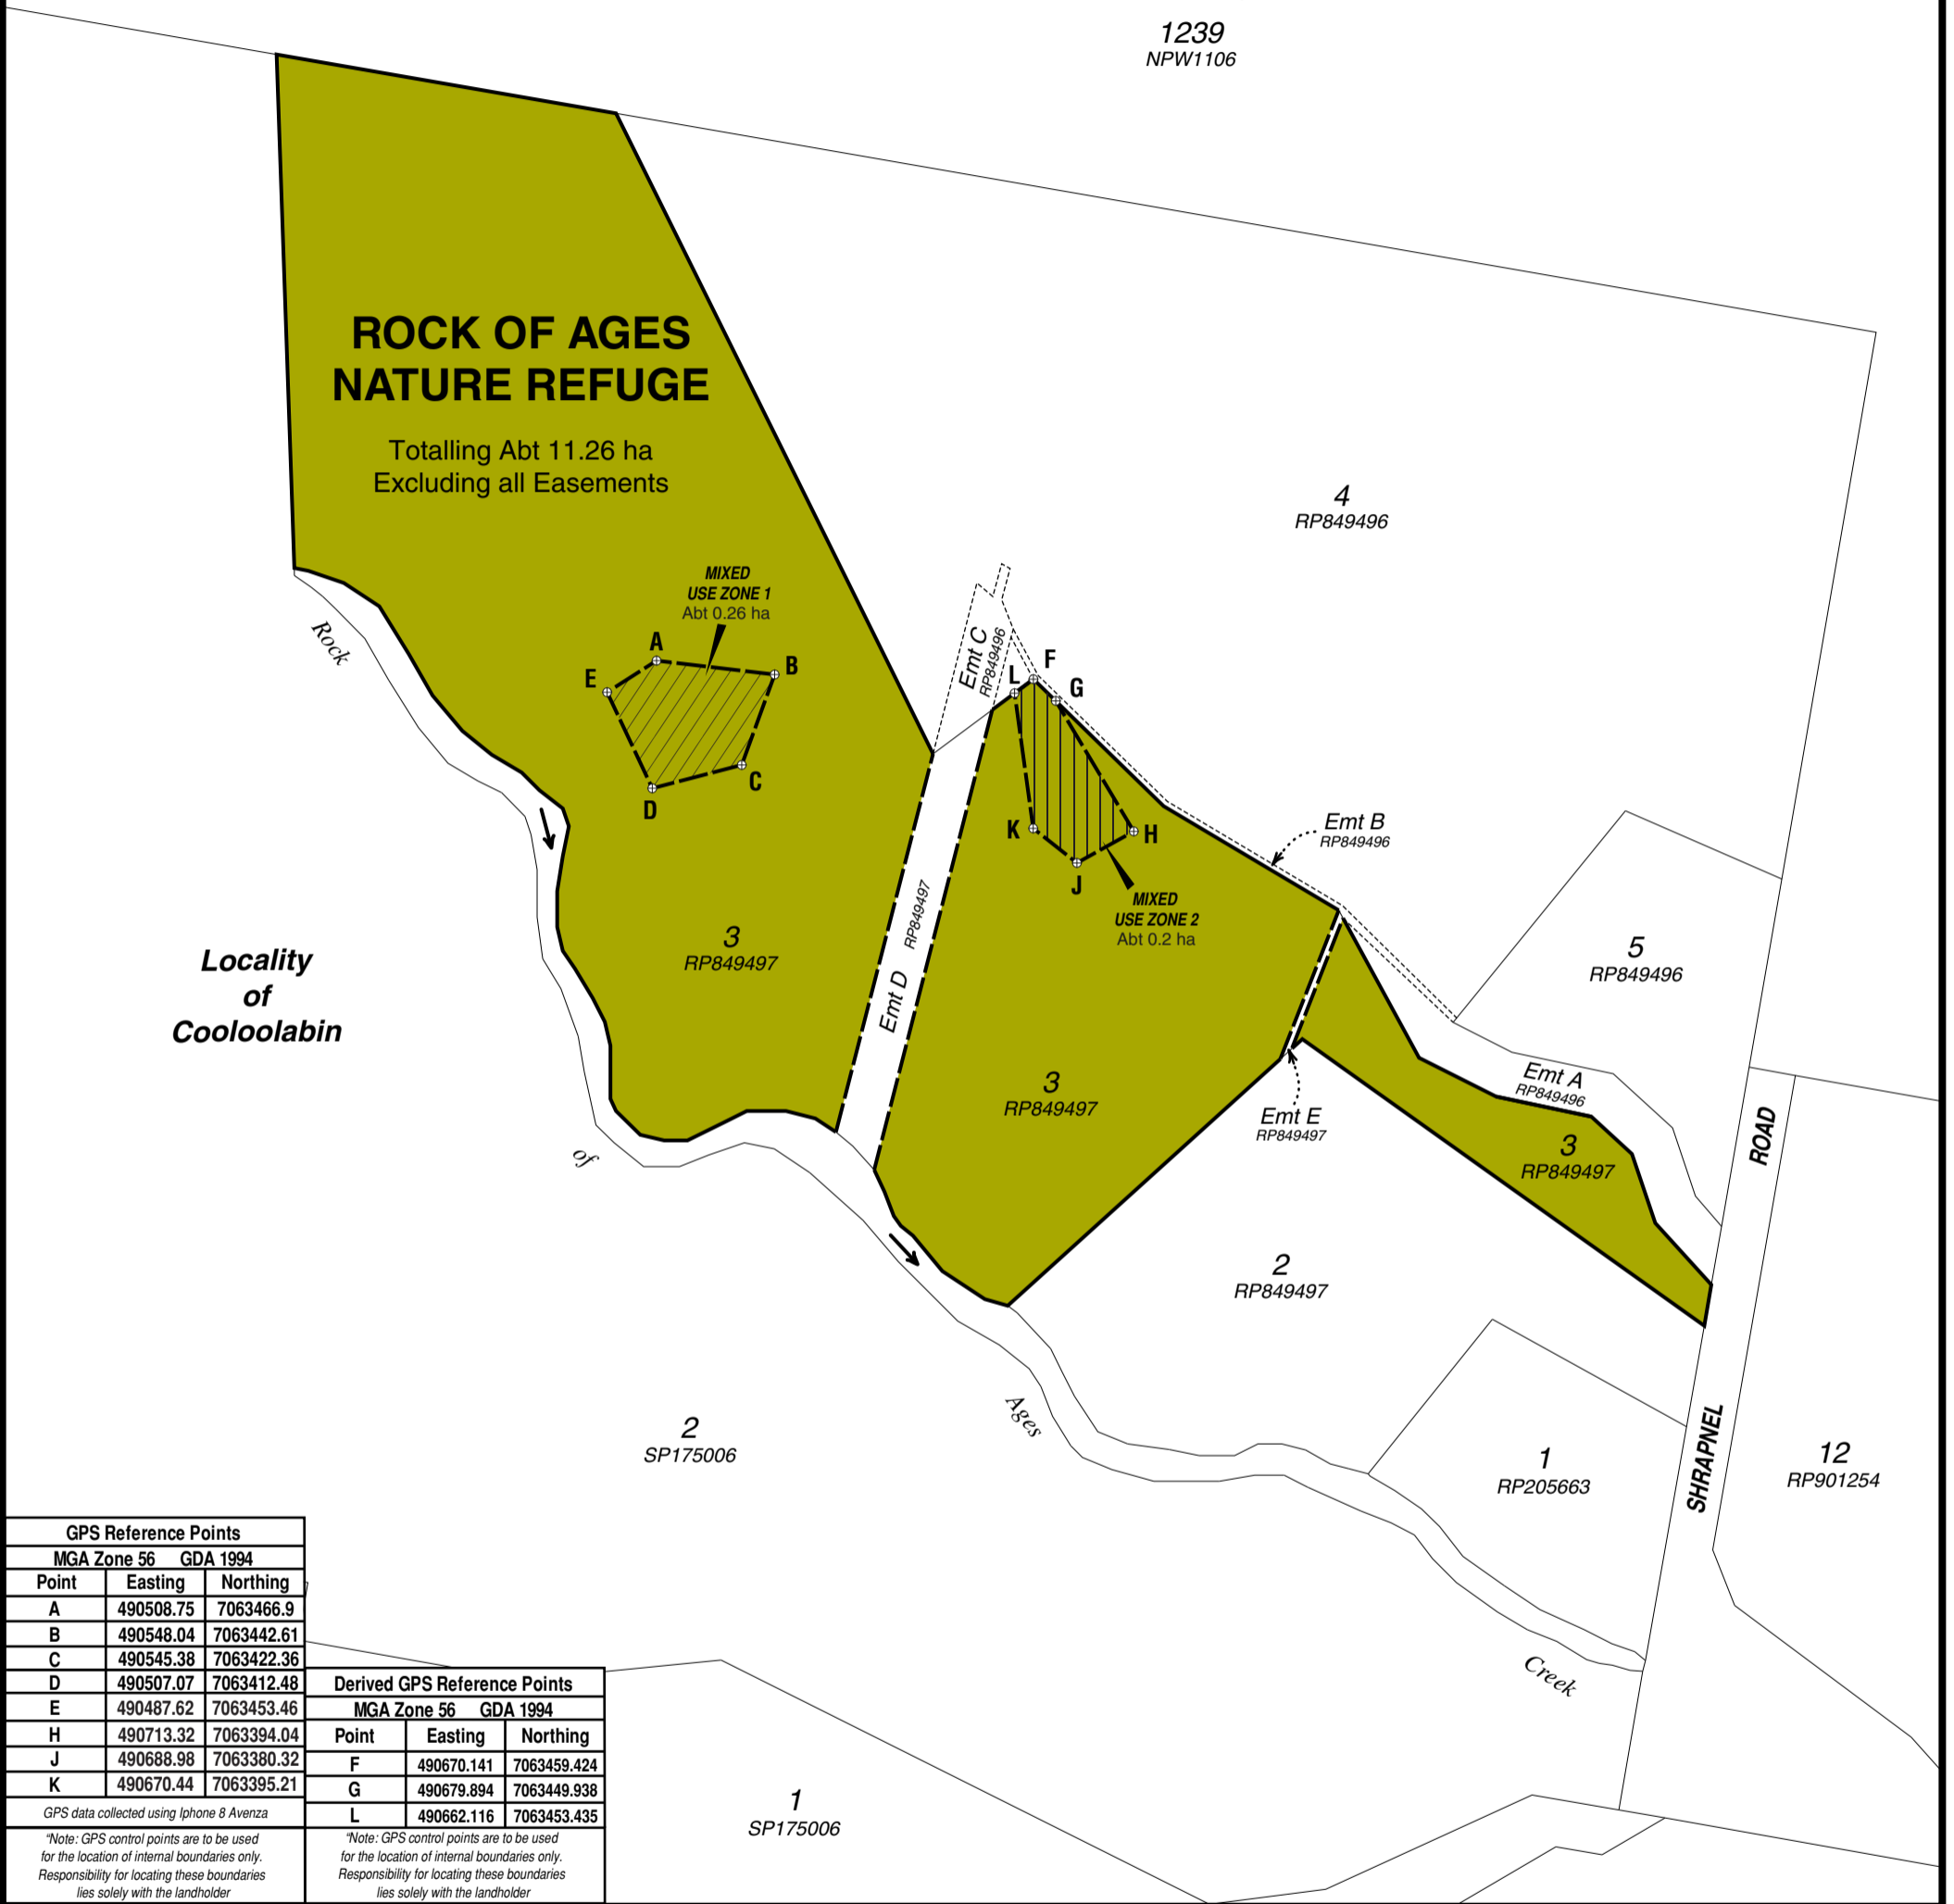 1239
NPW1106
ROCK OF AGES
NATURE REFUGE
Totalling Abt 11.26 ha
Excluding all Easements
4
RP849496
MIXED
USE ZONE 1
Abt 0.26 ha
A
B
C
D
E
Rock
Emt C
RP849496
L
F
G
K
H
J
MIXED
USE ZONE 2
Abt 0.2 ha
Emt B
RP849496
5
RP849496
3
RP849497
Emt D
RP849497
Locality
of
Cooloolabin
3
RP849497
Emt E
RP849497
Emt A
RP849496
3
RP849497
ROAD
of
2
RP849497
Ages
2
SP175006
1
RP205663
SHRAPNEL
12
RP901254
Creek
1
SP175006
GPS Reference Points
MGA Zone 56 GDA 1994
Point Easting Northing
A 490508.75 7063466.9
B 490548.04 7063442.61
C 490545.38 7063422.36
D 490507.07 7063412.48
E 490487.62 7063453.46
H 490713.32 7063394.04
J 490688.98 7063380.32
K 490670.44 7063395.21
GPS data collected using Iphone 8 Avenza
"Note: GPS control points are to be used
for the location of internal boundaries only.
Responsibility for locating these boundaries
lies solely with the landholder
Derived GPS Reference Points
MGA Zone 56 GDA 1994
Point Easting Northing
F 490670.141 7063459.424
G 490679.894 7063449.938
L 490662.116 7063453.435
"Note: GPS control points are to be used
for the location of internal boundaries only.
Responsibility for locating these boundaries
lies solely with the landholder